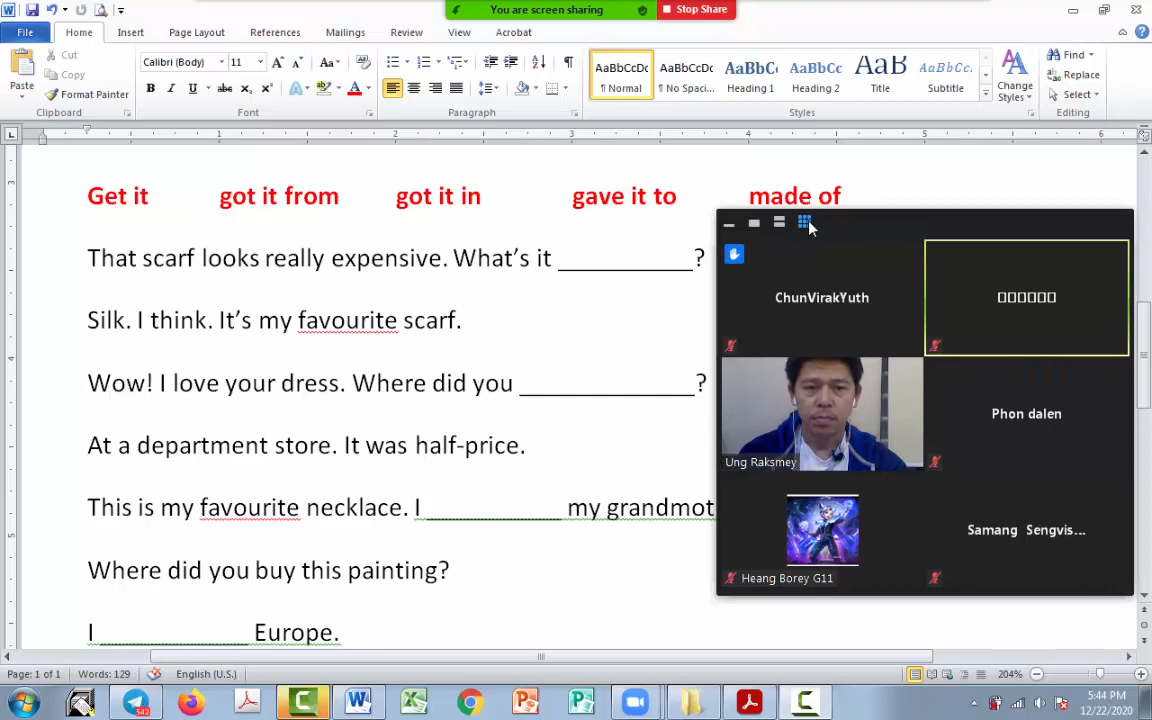 You are screen sharing
Stop Share
File
Home
Insert
Page Layout
References
Mailings
Review
View
Acrobat
Paste
Cut
Copy
Format Painter
Clipboard
Calibri (Body)
11
Font
Paragraph
AaBbCcDc
¶ Normal
AaBbCcDc
¶ No Spaci...
AaBbC
Heading 1
AaBbCc
Heading 2
AaB
Title
AaBbCc.
Subtitle
Styles
Change Styles
Find
Replace
Select
Editing
Get it got it from got it in gave it to made of
That scarf looks really expensive. What's it ____________?
Silk. I think. It's my favourite scarf.
Wow! I love your dress. Where did you ________________?
At a department store. It was half-price.
This is my favourite necklace. I ____________ my grandmot
Where did you buy this painting?
I ______________ Europe.
ChunVirakYuth
Ung Raksmey
Phon dalen
Heang Borey G11
Samang Sengvis...
Page: 1 of 1
Words: 129
English (U.S.)
204%
542
5:44 PM
12/22/2020